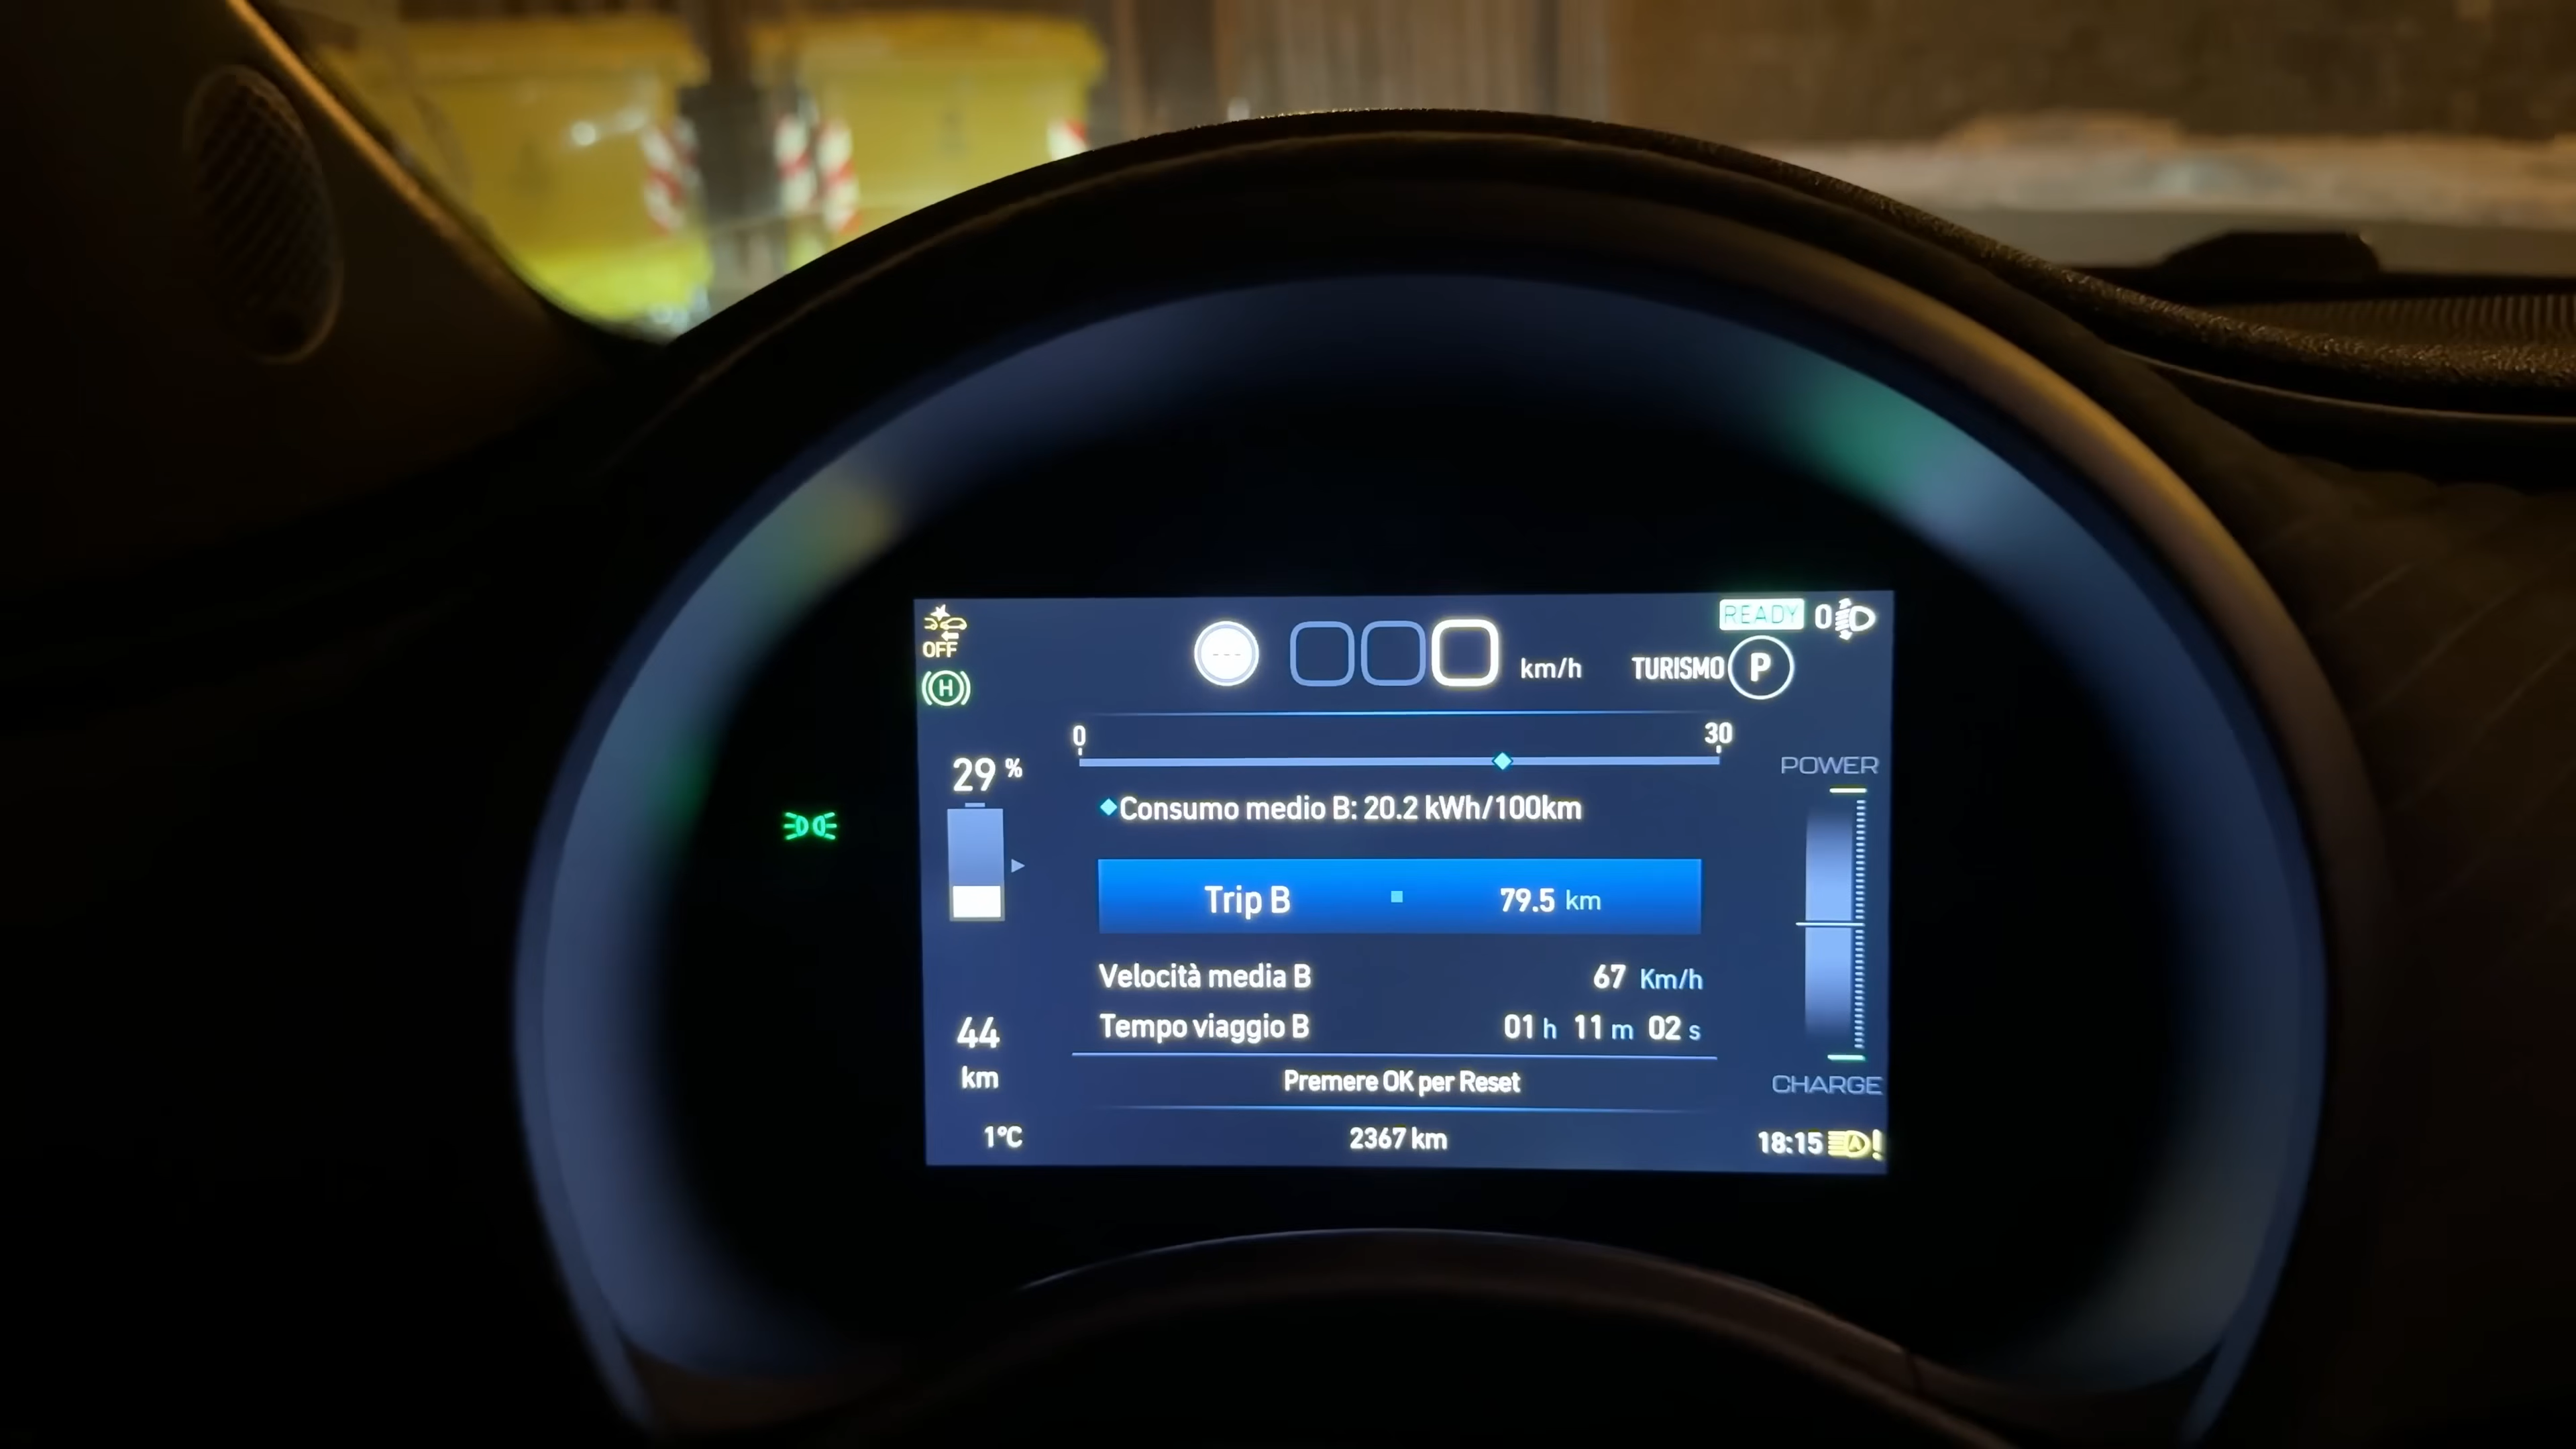 OFF
READY 0
--- km/h TURISMO P
H
0 30
29 %
POWER
Consumo medio B: 20.2 kWh/100km
Trip B 79.5 km
Velocità media B 67 Km/h
Tempo viaggio B 01 h 11 m 02 s
44
km
Premere OK per Reset
CHARGE
1°C 2367 km 18:15 A !